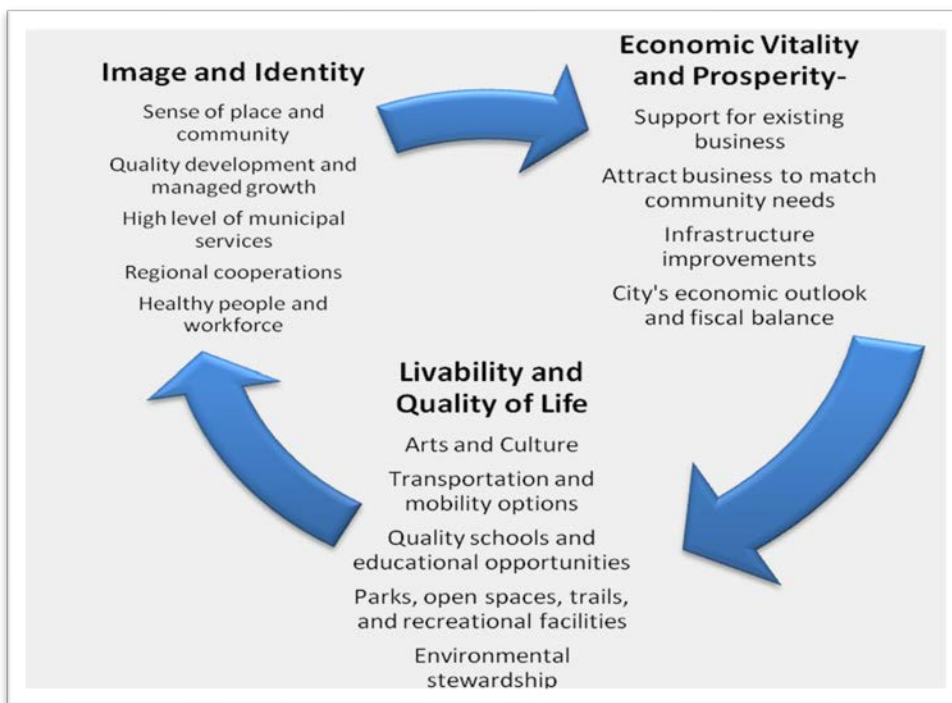 Image and Identity
Sense of place and
community
Quality development and
managed growth
High level of municipal
services
Regional cooperations
Healthy people and
workforce
Economic Vitality
and Prosperity-
Support for existing
business
Attract business to match
community needs
Infrastructure
improvements
City's economic outlook
and fiscal balance
Livability and
Quality of Life
Arts and Culture
Transportation and
mobility options
Quality schools and
educational opportunities
Parks, open spaces, trails,
and recreational facilities
Environmental
stewardship